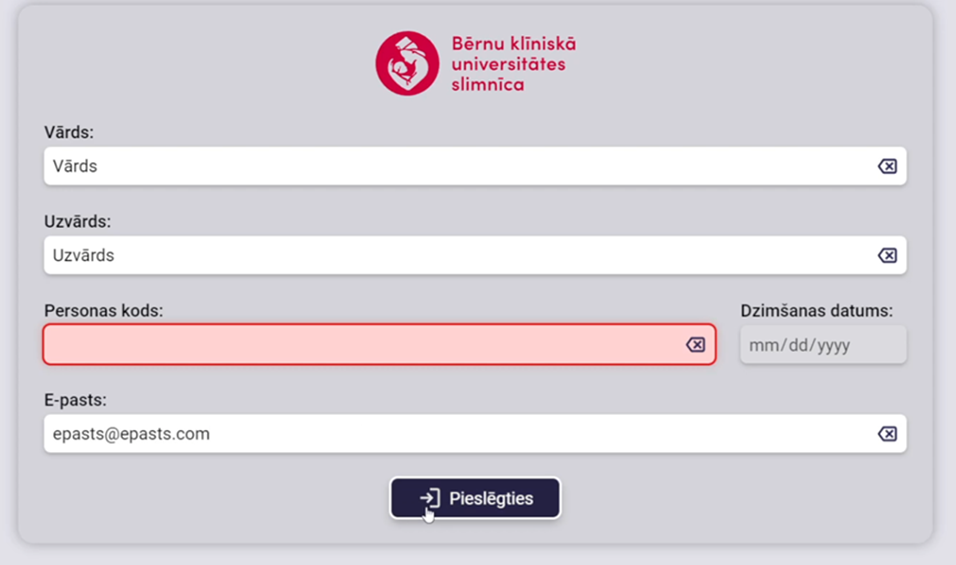 Bērnu klīniskā
universitātes
slimnīca
Vārds:
Vārds
Uzvārds:
Uzvārds
Personas kods:
Dzimšanas datums:
mm/dd/yyyy
E-pasts:
epasts@epasts.com
Pieslēgties